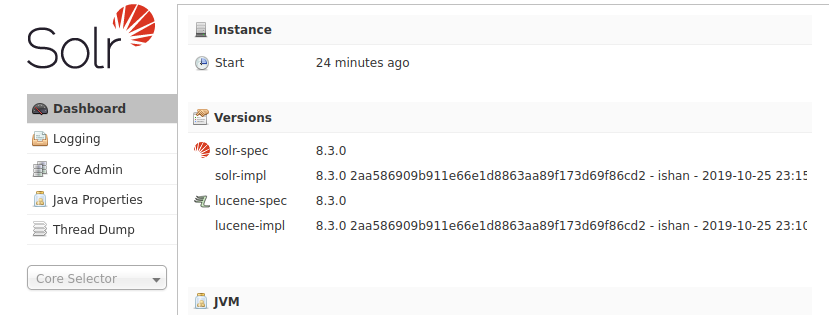 Solr
Dashboard
Logging
Core Admin
Java Properties
Thread Dump
Core Selector
Instance
Start 24 minutes ago
Versions
solr-spec 8.3.0
solr-impl 8.3.0 2aa586909b911e66e1d8863aa89f173d69f86cd2 - ishan - 2019-10-25 23:15
lucene-spec 8.3.0
lucene-impl 8.3.0 2aa586909b911e66e1d8863aa89f173d69f86cd2 - ishan - 2019-10-25 23:10
JVM